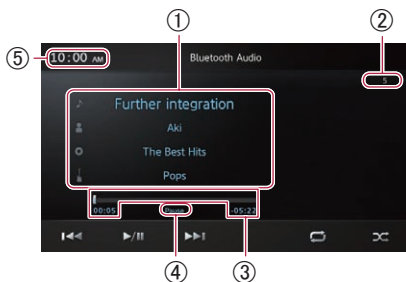 ① ②
⑤ 10:00 AM Bluetooth Audio
5
Further integration
Aki
The Best Hits
Pops
00:05 Pause -05:22
④ ③